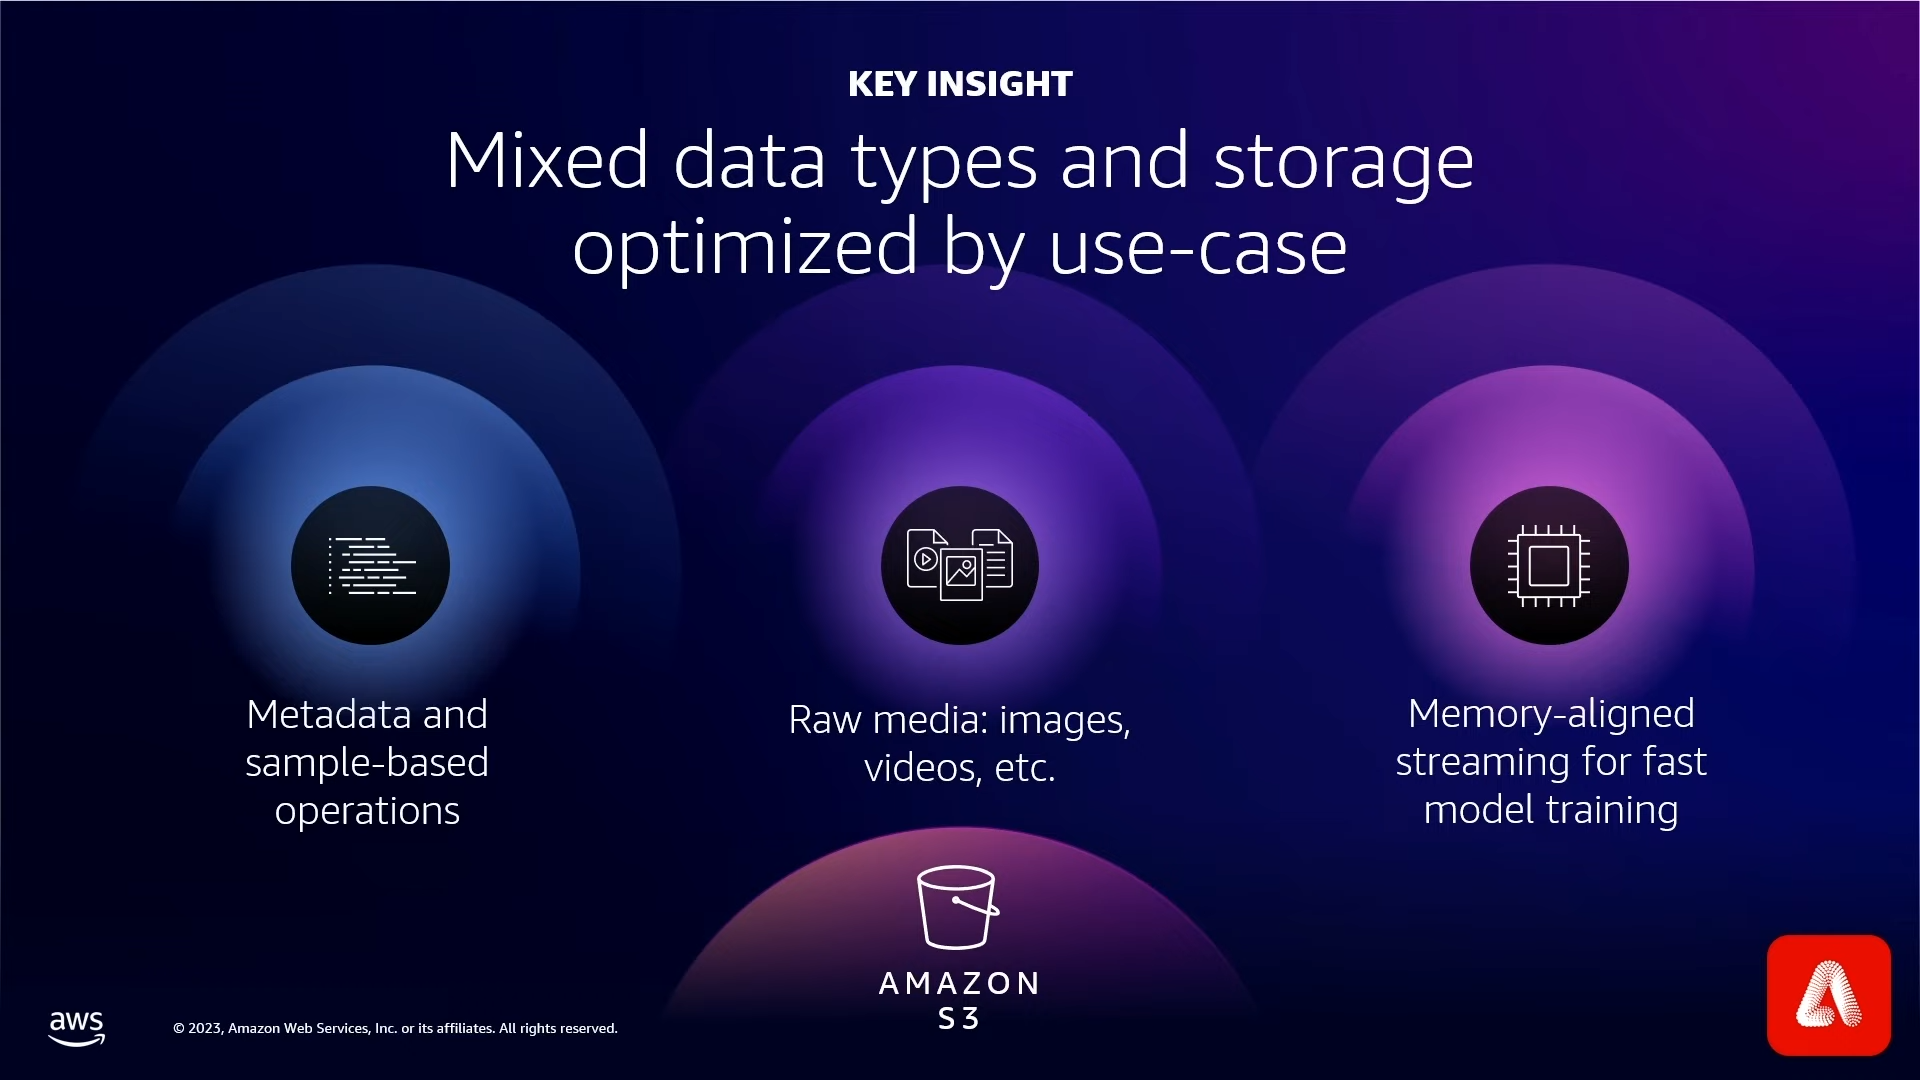 KEY INSIGHT
Mixed data types and storage
optimized by use-case
Metadata and
sample-based
operations
Raw media: images,
videos, etc.
Memory-aligned
streaming for fast
model training
AMAZON
S3
aws
© 2023, Amazon Web Services, Inc. or its affiliates. All rights reserved.